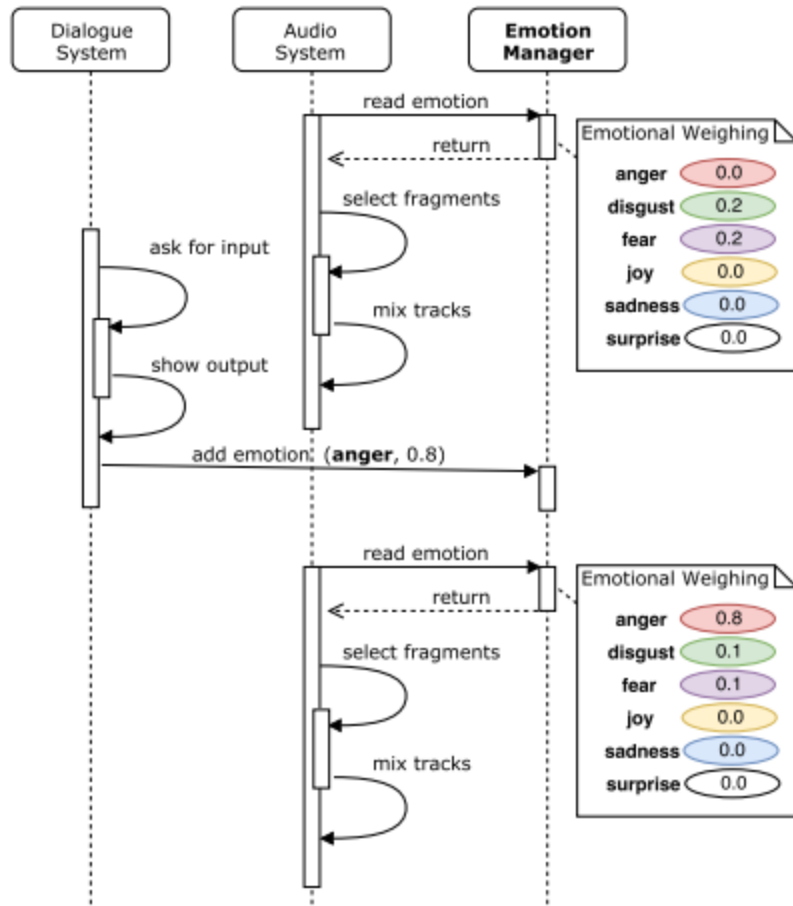 Dialogue
System
Audio
System
Emotion
Manager
read emotion
return
select fragments
mix tracks
Emotional Weighing
anger 0.0
disgust 0.2
fear 0.2
joy 0.0
sadness 0.0
surprise 0.0
ask for input
show output
add emotion (anger, 0.8)
read emotion
return
select fragments
mix tracks
Emotional Weighing
anger 0.8
disgust 0.1
fear 0.1
joy 0.0
sadness 0.0
surprise 0.0